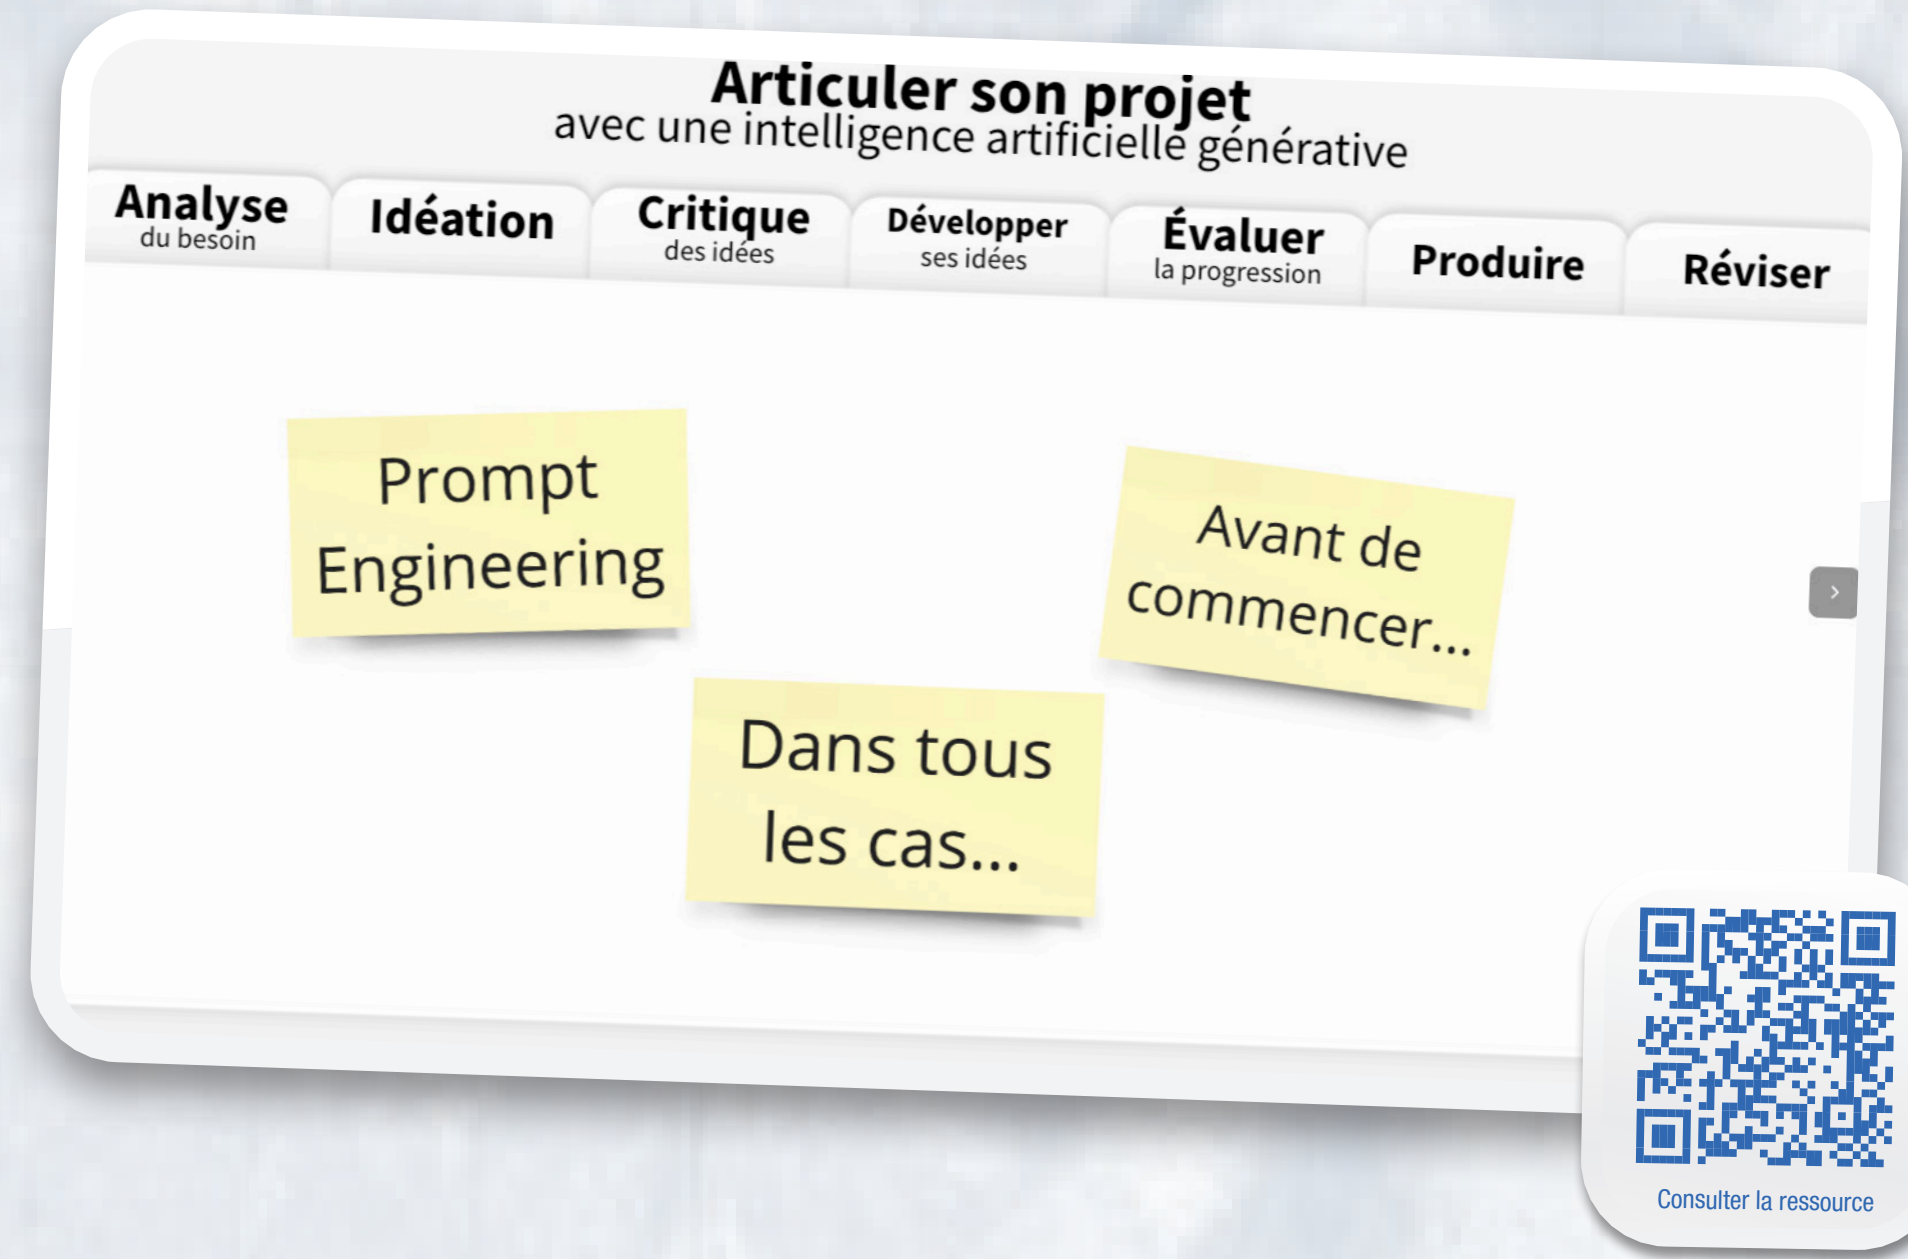 Articuler son projet
avec une intelligence artificielle générative
Analyse
du besoin
Idéation
Critique
des idées
Développer
ses idées
Évaluer
la progression
Produire
Réviser
Prompt
Engineering
Avant de
commencer...
Dans tous
les cas...
Consulter la ressource